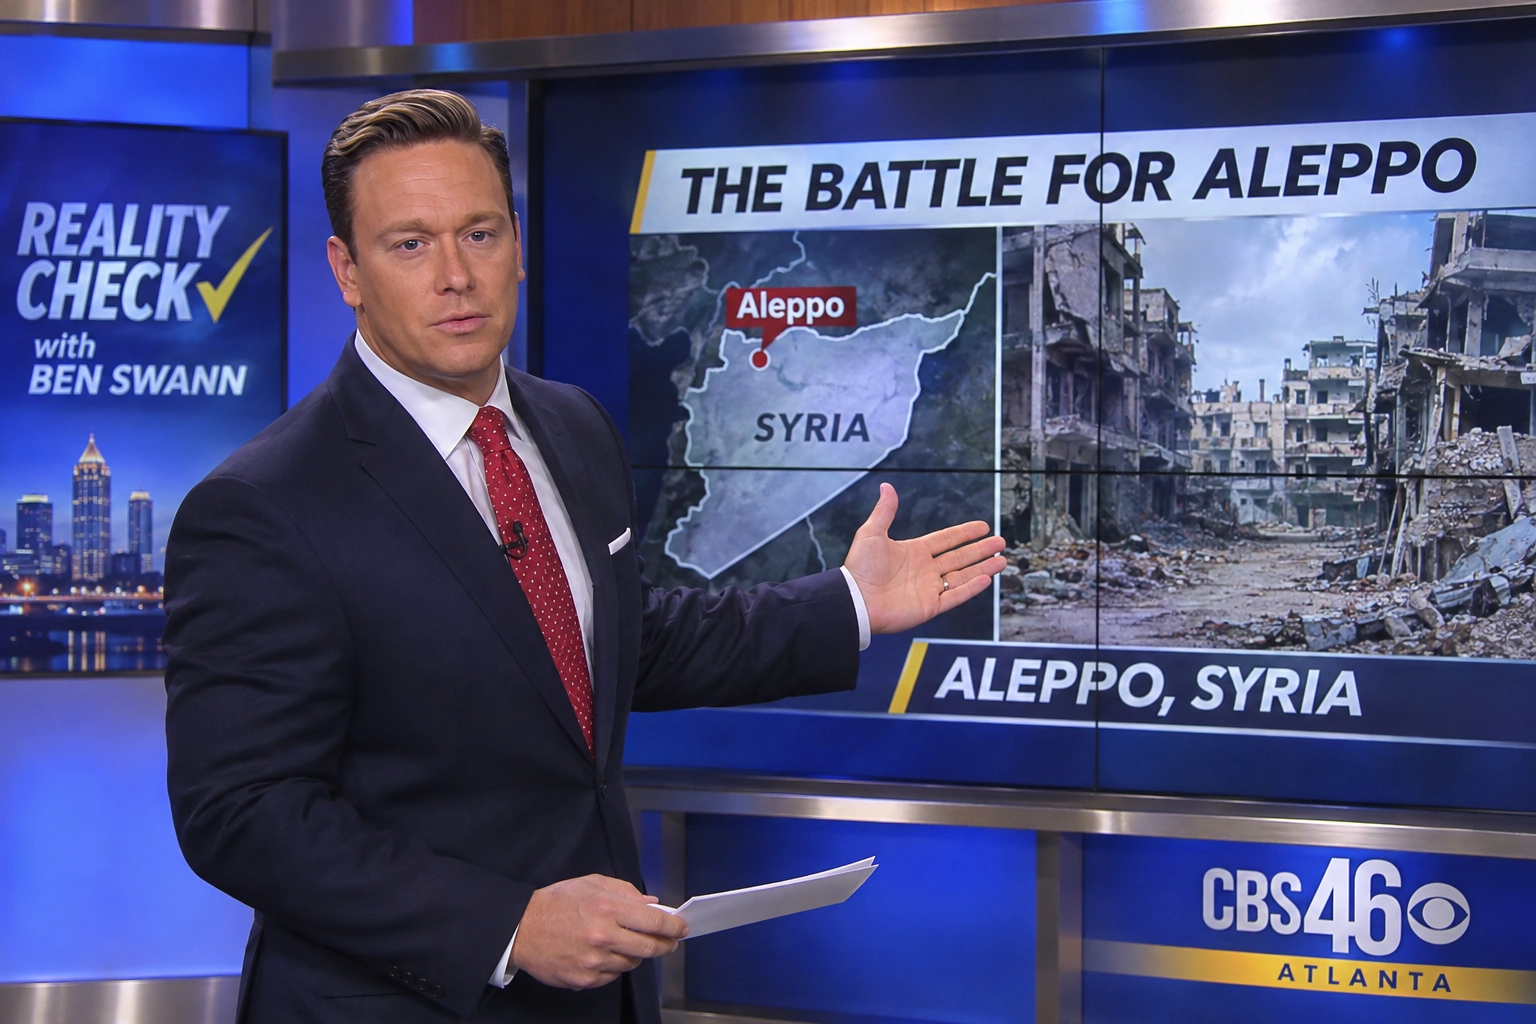 REALITY
CHECK
with
BEN SWANN
THE BATTLE FOR ALEPPO
Aleppo
SYRIA
ALEPPO, SYRIA
CBS46
ATLANTA